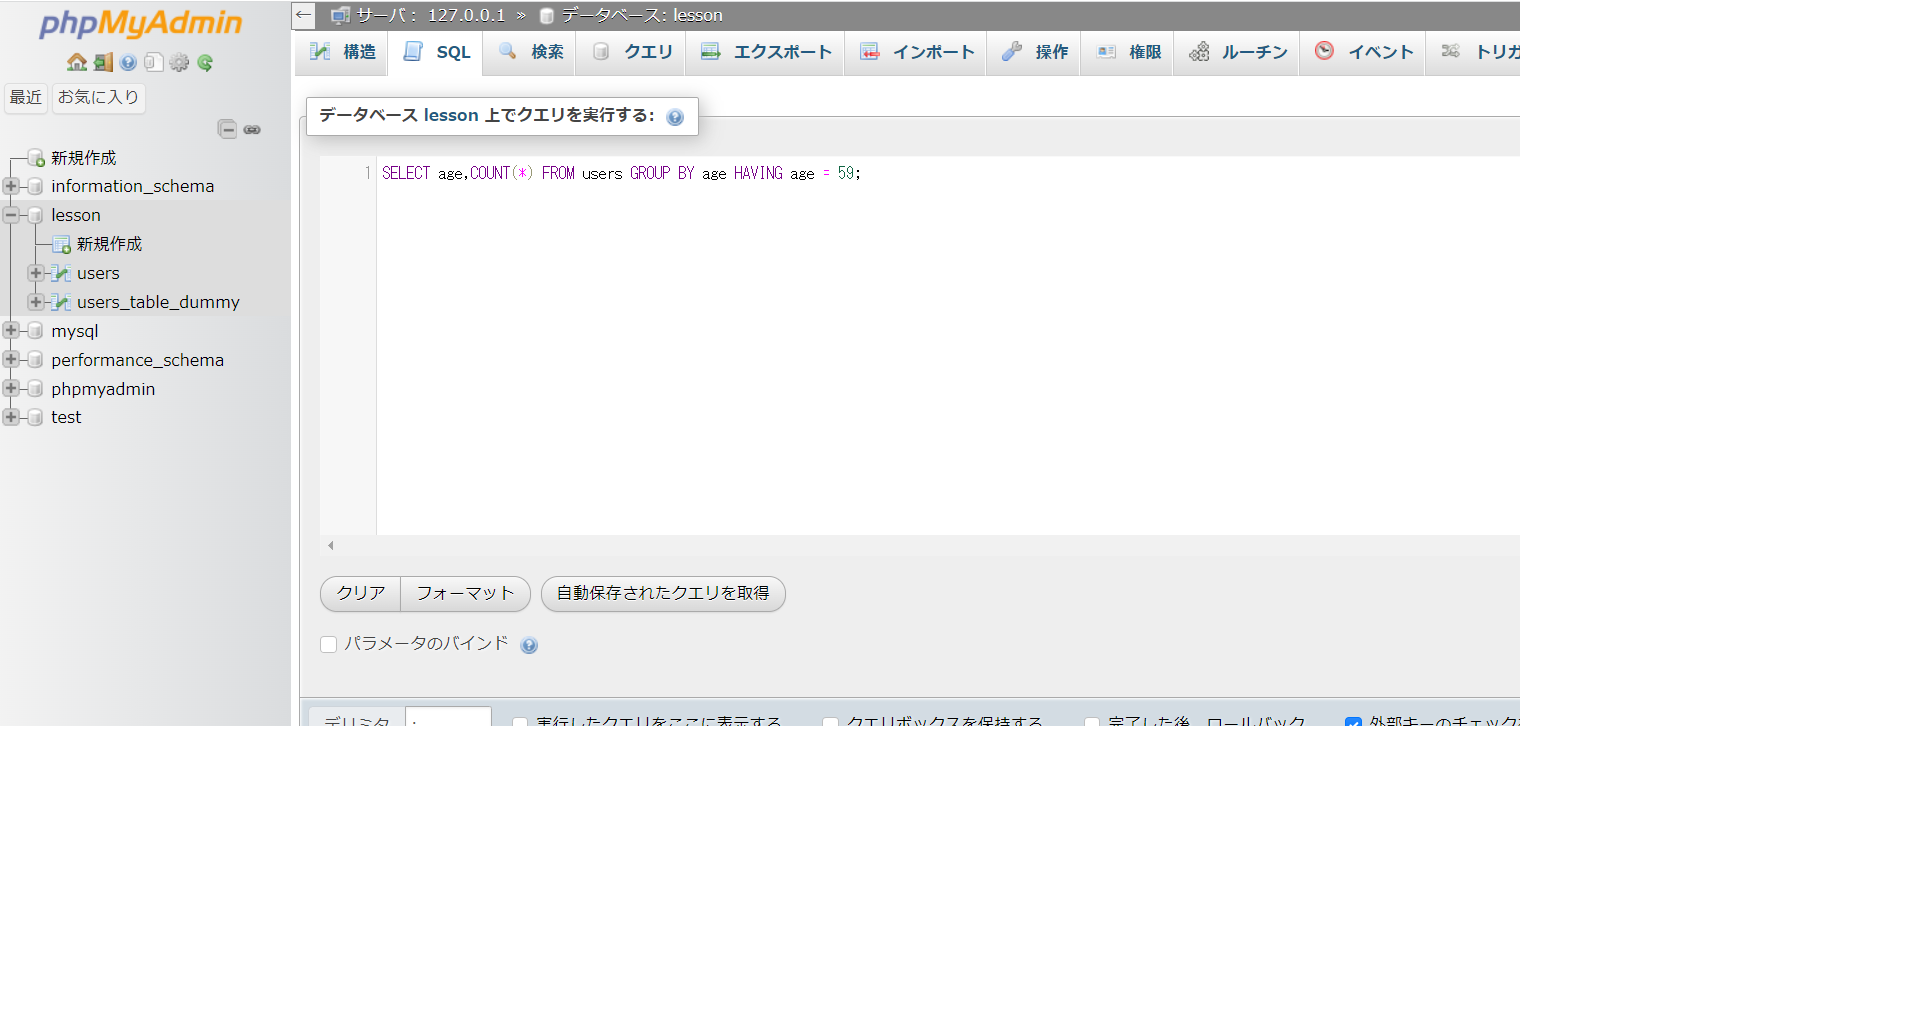 phpMyAdmin
最近 お気に入り
新規作成
information_schema
lesson
新規作成
users
users_table_dummy
mysql
performance_schema
phpmyadmin
test
← サーバ： 127.0.0.1 » データベース: lesson
構造 SQL 検索 クエリ エクスポート インポート 操作 権限 ルーチン イベント トリガ
データベース lesson 上でクエリを実行する:
1 SELECT age,COUNT(*) FROM users GROUP BY age HAVING age = 59;
クリア フォーマット 自動保存されたクエリを取得
パラメータのバインド
デリミタ ; 実行したクエリをここに表示する クエリボックスを保持する 完了した後、ロールバック 外部キーのチェック